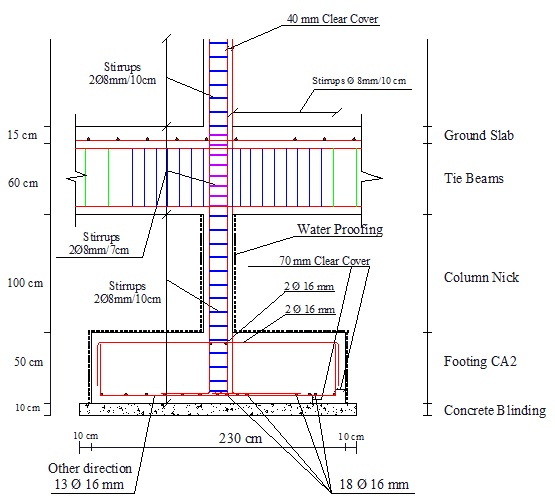 40 mm Clear Cover
Stirrups
2Ø8mm/10cm
Stirrups Ø 8mm/10 cm
15 cm
Ground Slab
60 cm
Tie Beams
Stirrups
2Ø8mm/7cm
Water Proofing
70 mm Clear Cover
100 cm
Stirrups
2Ø8mm/10cm
2 Ø 16 mm
Column Nick
2 Ø 16 mm
50 cm
Footing CA2
10 cm
Concrete Blinding
10 cm
230 cm
10 cm
Other direction
13 Ø 16 mm
18 Ø 16 mm